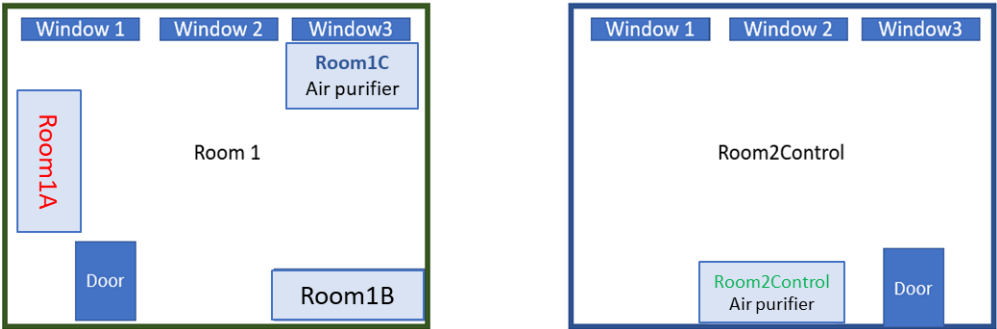 Window 1
Window 2
Window3
Room1C
Air purifier
Room1A
Room 1
Door
Room1B
Window 1
Window 2
Window3
Room2Control
Room2Control
Air purifier
Door